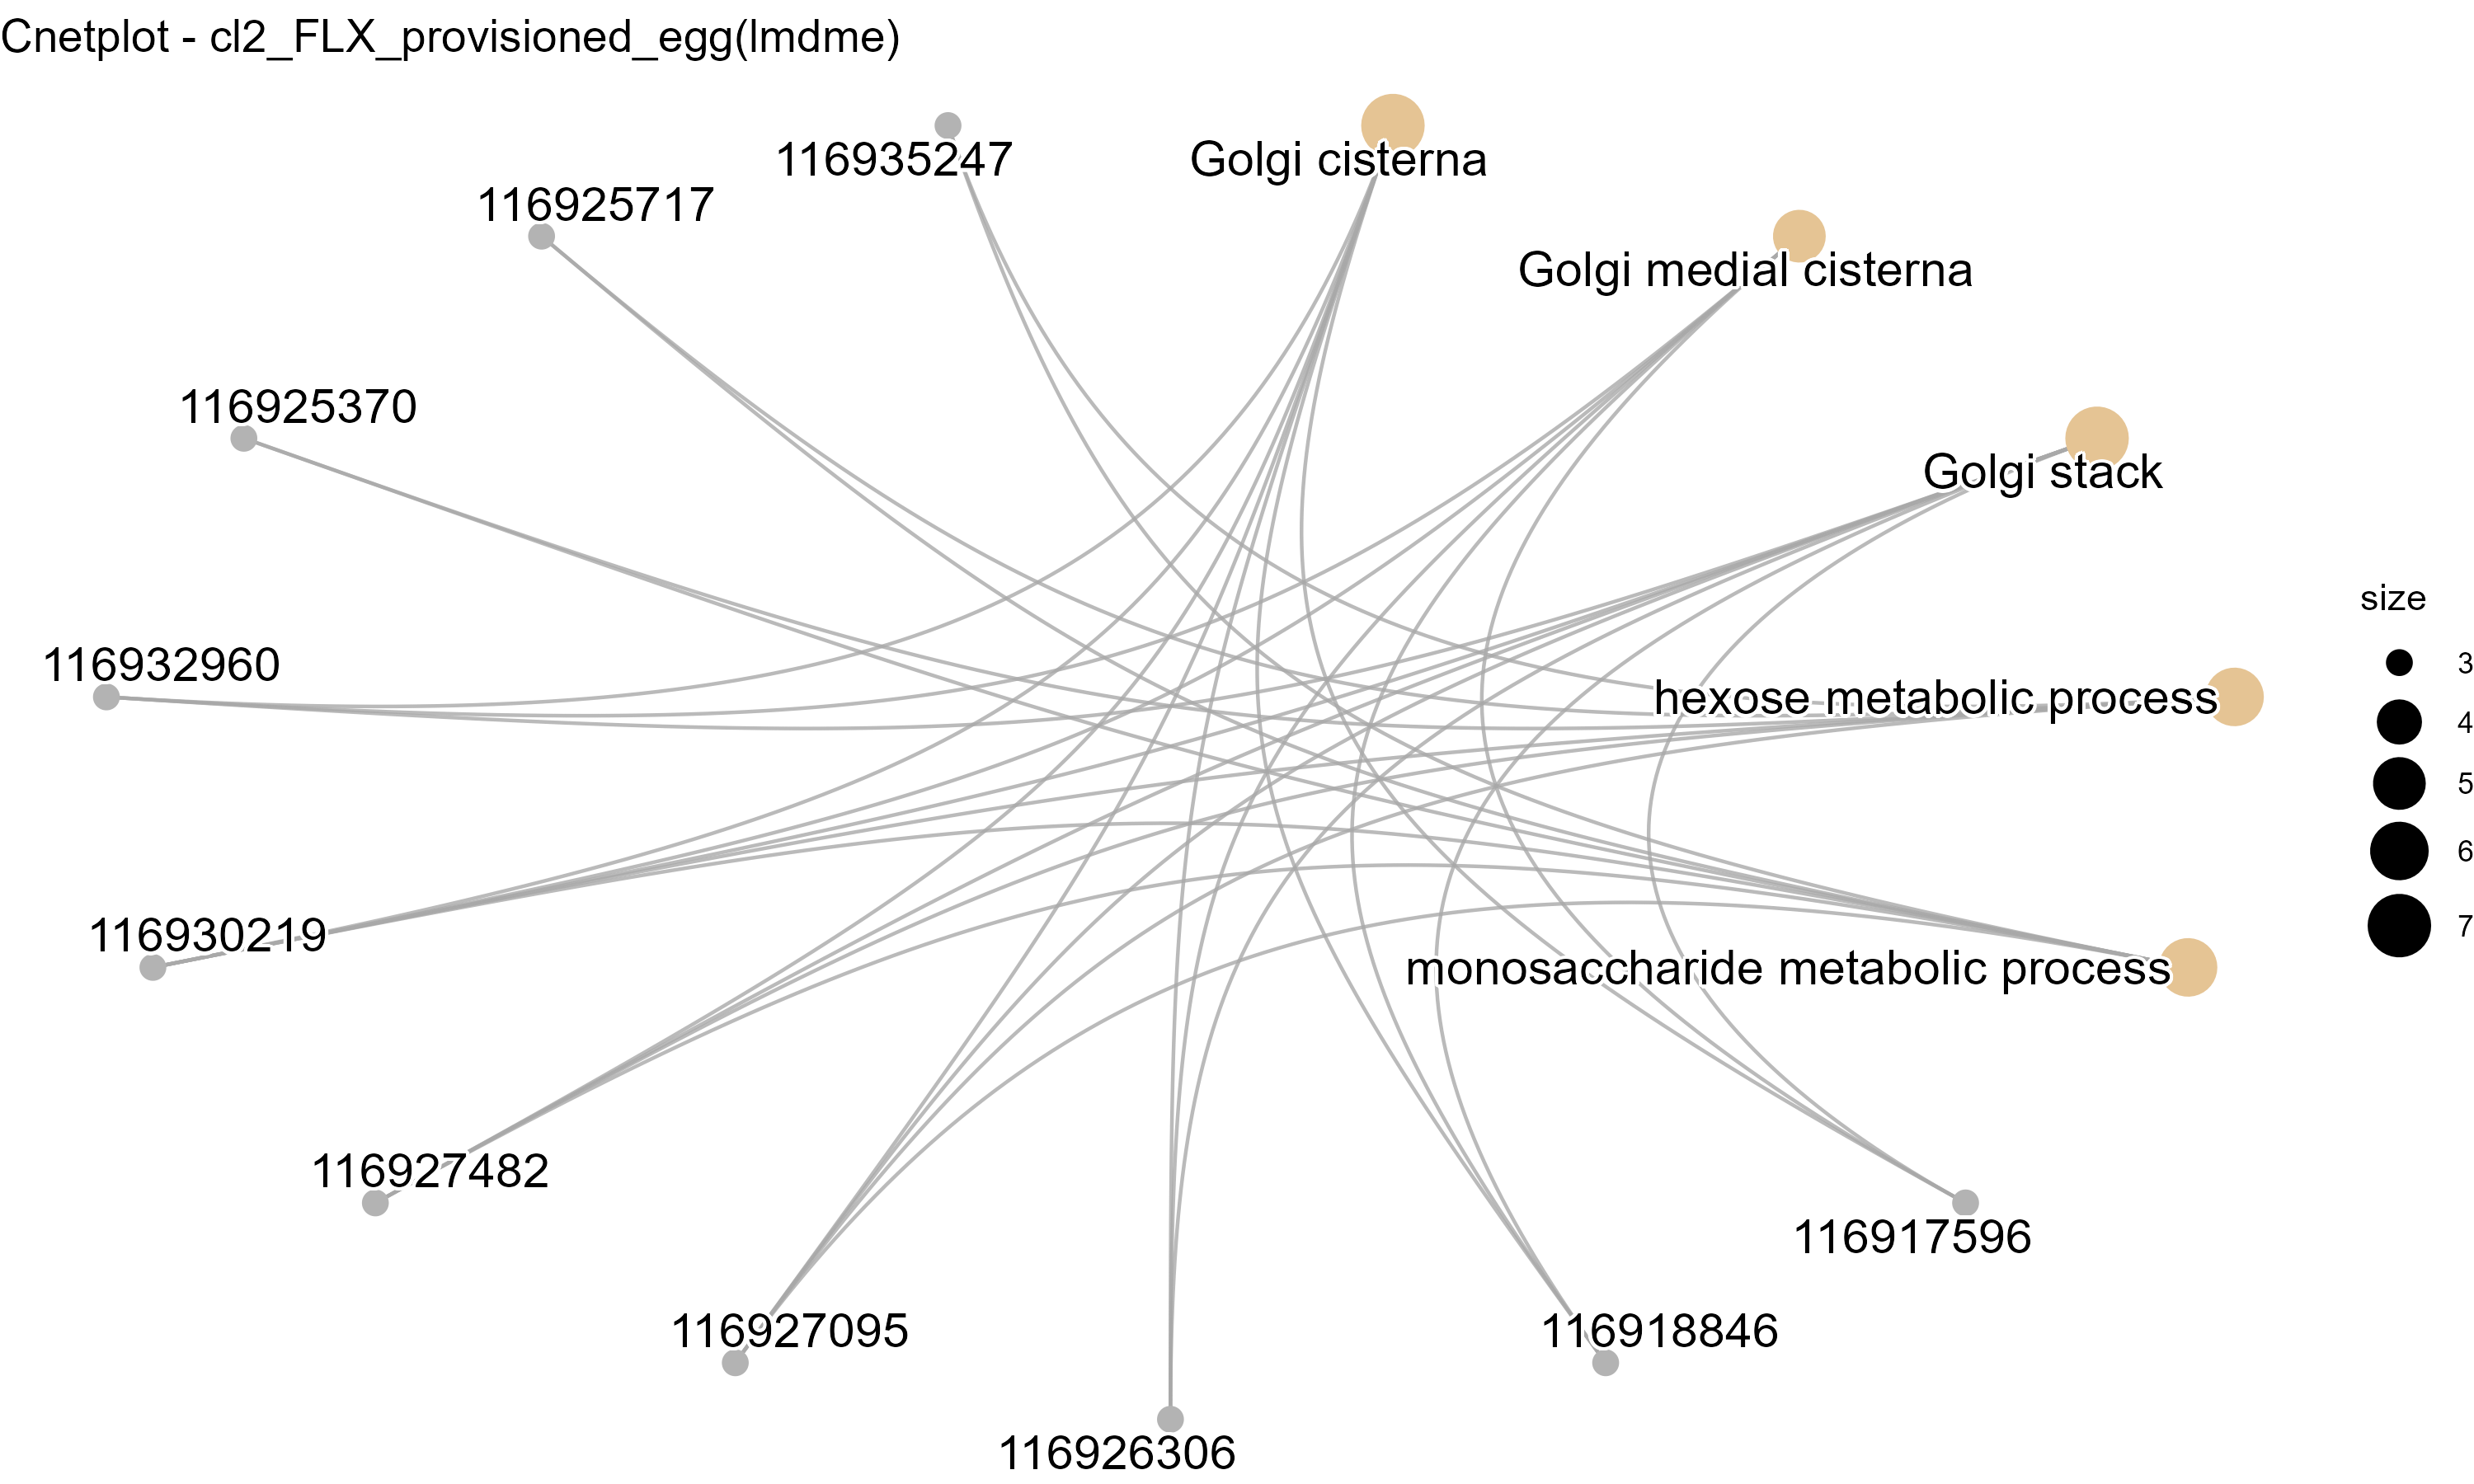 Cnetplot - cl2_FLX_provisioned_egg(lmdme)
116935247
Golgi cisterna
116925717
Golgi medial cisterna
116925370
Golgi stack
size
3
4
5
6
7
116932960
hexose metabolic process
116930219
monosaccharide metabolic process
116927482
116917596
116927095
116918846
116926306